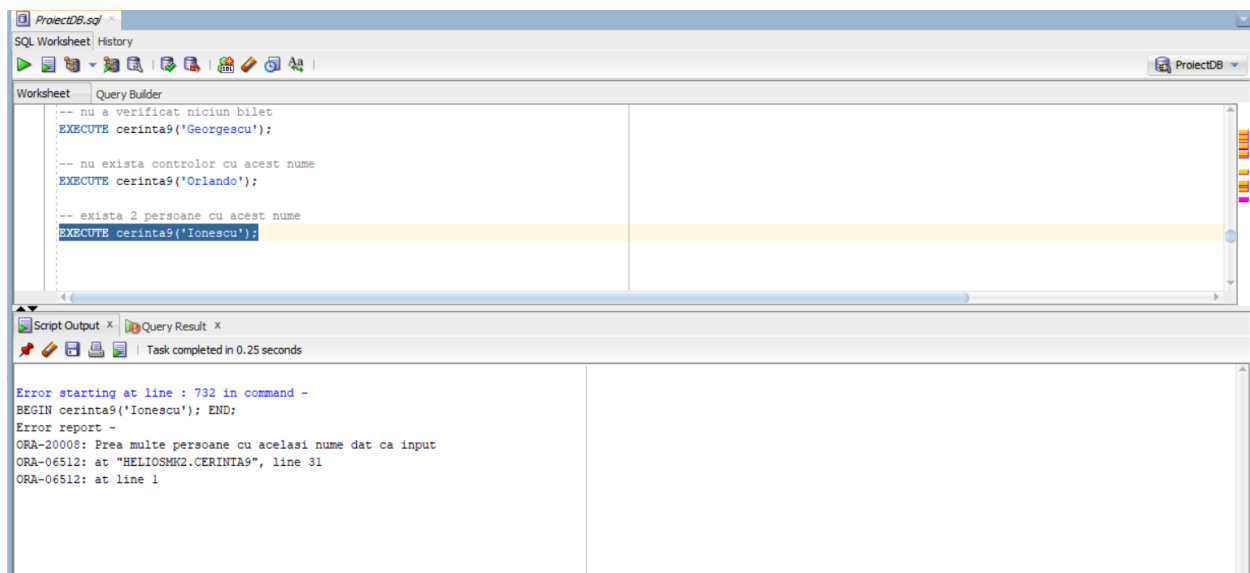 ProiectDB.sql
SQL Worksheet History
ProiectDB
Worksheet Query Builder
-- nu a verificat niciun bilet
EXECUTE cerinta9('Georgescu');
-- nu exista controlor cu acest nume
EXECUTE cerinta9('Orlando');
-- exista 2 persoane cu acest nume
EXECUTE cerinta9('Ionescu');
Script Output x Query Result x
Task completed in 0.25 seconds
Error starting at line : 732 in command -
BEGIN cerinta9('Ionescu'); END;
Error report -
ORA-20008: Prea multe persoane cu acelasi nume dat ca input
ORA-06512: at "HELIOSMK2.CERINTA9", line 31
ORA-06512: at line 1